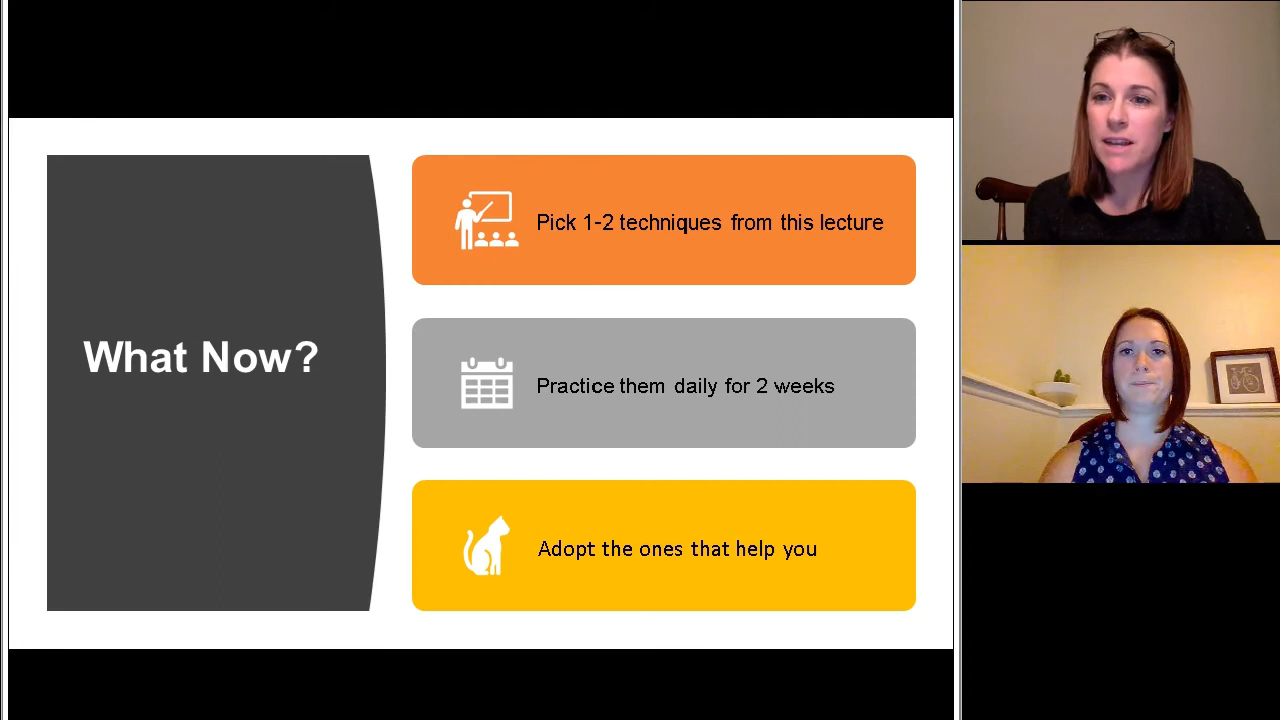 What Now?
Pick 1-2 techniques from this lecture
Practice them daily for 2 weeks
Adopt the ones that help you